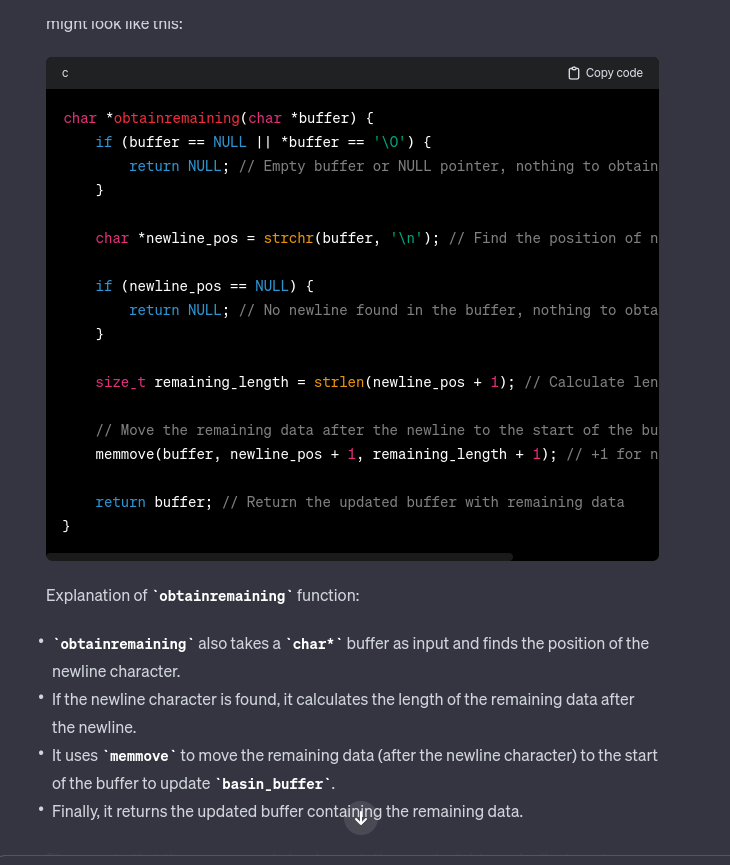 might look like this:
c
Copy code
char *obtainremaining(char *buffer) {
    if (buffer == NULL || *buffer == '\0') {
        return NULL; // Empty buffer or NULL pointer, nothing to obtain
    }
    char *newline_pos = strchr(buffer, '\n'); // Find the position of n
    if (newline_pos == NULL) {
        return NULL; // No newline found in the buffer, nothing to obta
    }
    size_t remaining_length = strlen(newline_pos + 1); // Calculate len
    // Move the remaining data after the newline to the start of the bu
    memmove(buffer, newline_pos + 1, remaining_length + 1); // +1 for n
    return buffer; // Return the updated buffer with remaining data
}
Explanation of `obtainremaining` function:
• `obtainremaining` also takes a `char*` buffer as input and finds the position of the
newline character.
• If the newline character is found, it calculates the length of the remaining data after
the newline.
• It uses `memmove` to move the remaining data (after the newline character) to the start
of the buffer to update `basin_buffer`.
• Finally, it returns the updated buffer containing the remaining data.